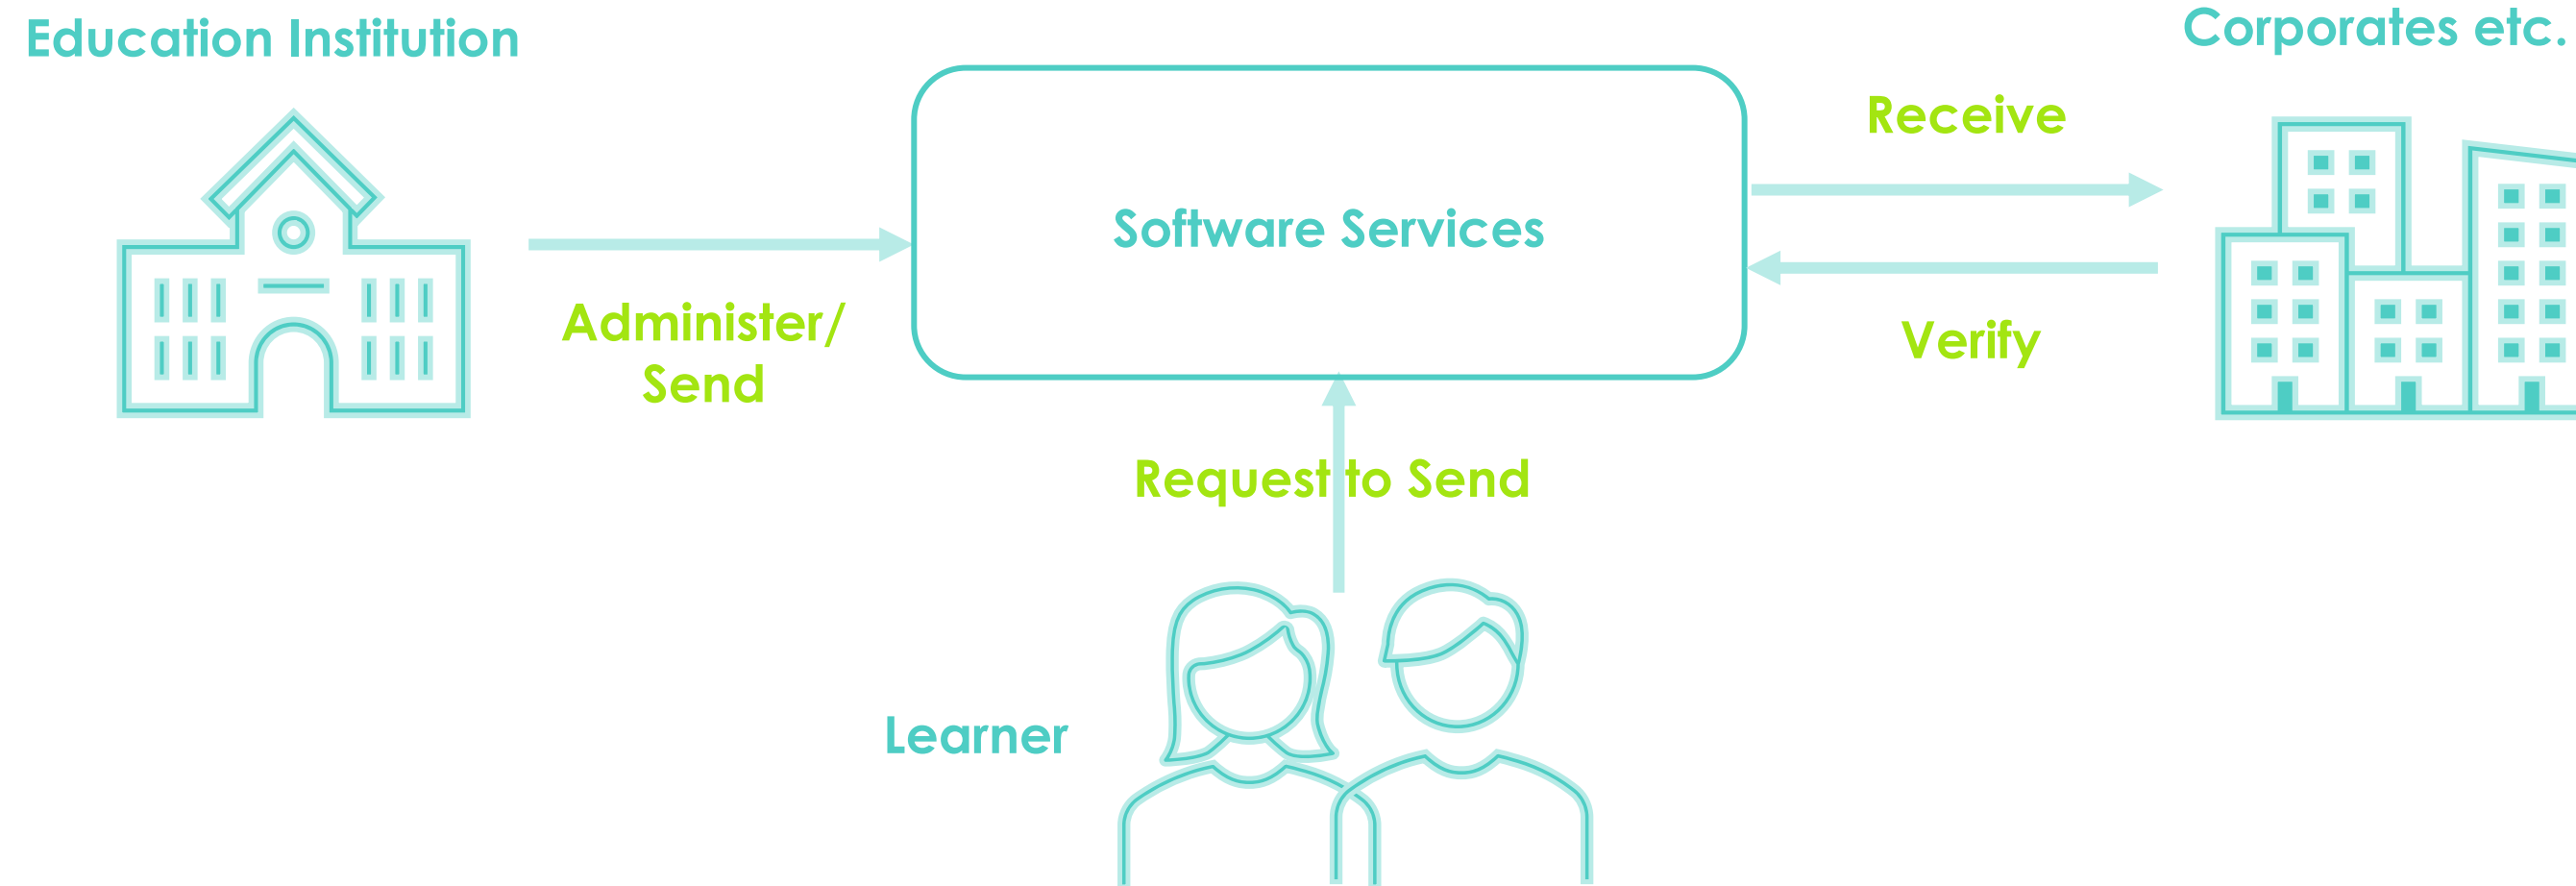 Education Institution
Corporates etc.
Receive
Software Services
Administer/
Send
Verify
Request to Send
Learner